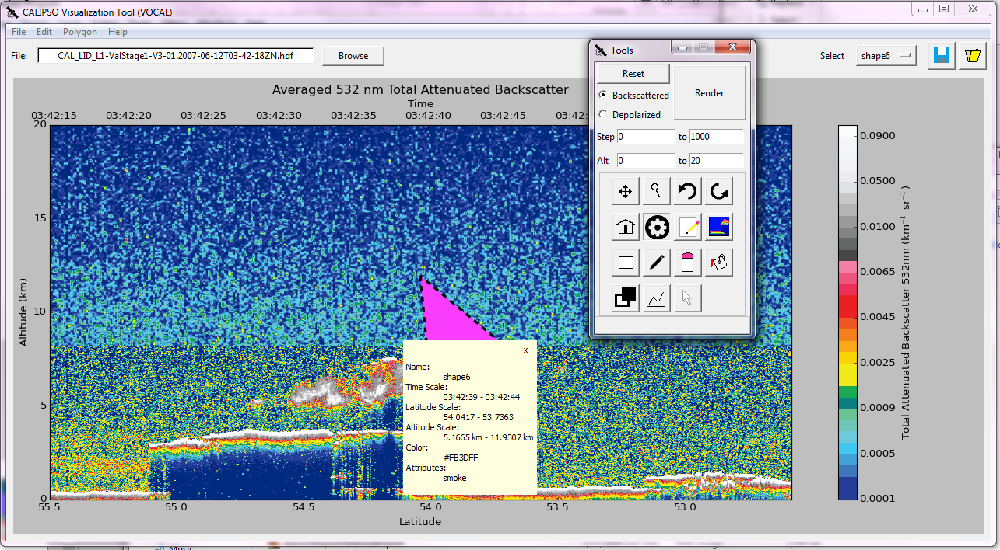 CALIPSO Visualization Tool (VOCAL)
File Edit Polygon Help
File: CAL_LID_L1-ValStage1-V3-01.2007-06-12T03-42-18ZN.hdf Browse
Select shape6
Averaged 532 nm Total Attenuated Backscatter
Time
03:42:15 03:42:20 03:42:25 03:42:30 03:42:35 03:42:40 03:42:45 03:42:
20
15
10
5
0
Altitude (km)
55.5 55.0 54.5 54.0 53.5 53.0
Latitude
Name:
x
shape6
Time Scale:
03:42:39 - 03:42:44
Latitude Scale:
54.0417 - 53.7363
Altitude Scale:
5.1665 km - 11.9307 km
Color:
#FB3DFF
Attributes:
smoke
Tools
Reset
Render
Backscattered
Depolarized
Step 0 to 1000
Alt 0 to 20
0.0900
0.0500
0.0100
0.0065
0.0045
0.0025
0.0009
0.0005
0.0001
Total Attenuated Backscatter 532nm (km⁻¹ sr⁻¹)
Music